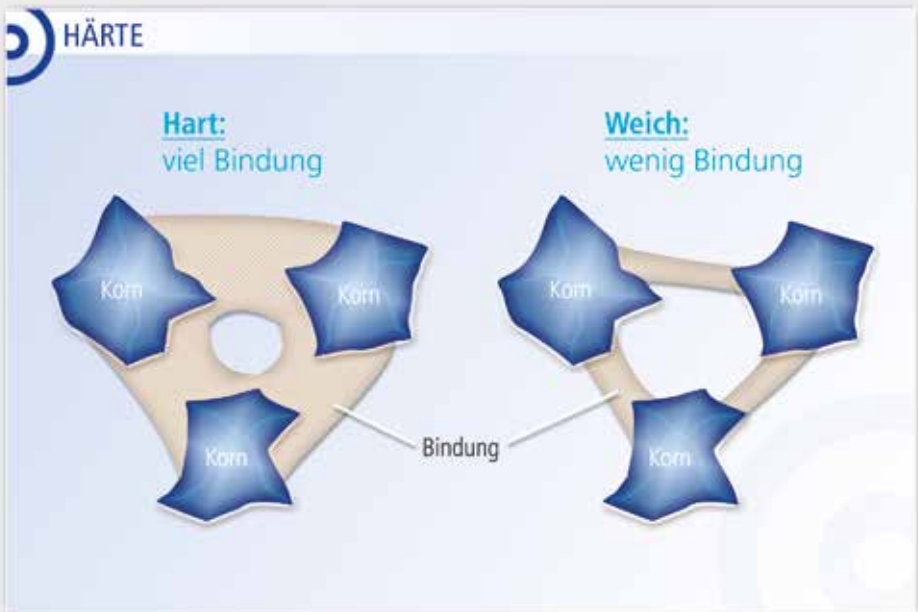 HÄRTE
Hart:
viel Bindung
Weich:
wenig Bindung
Korn
Korn
Korn
Korn
Korn
Korn
Bindung